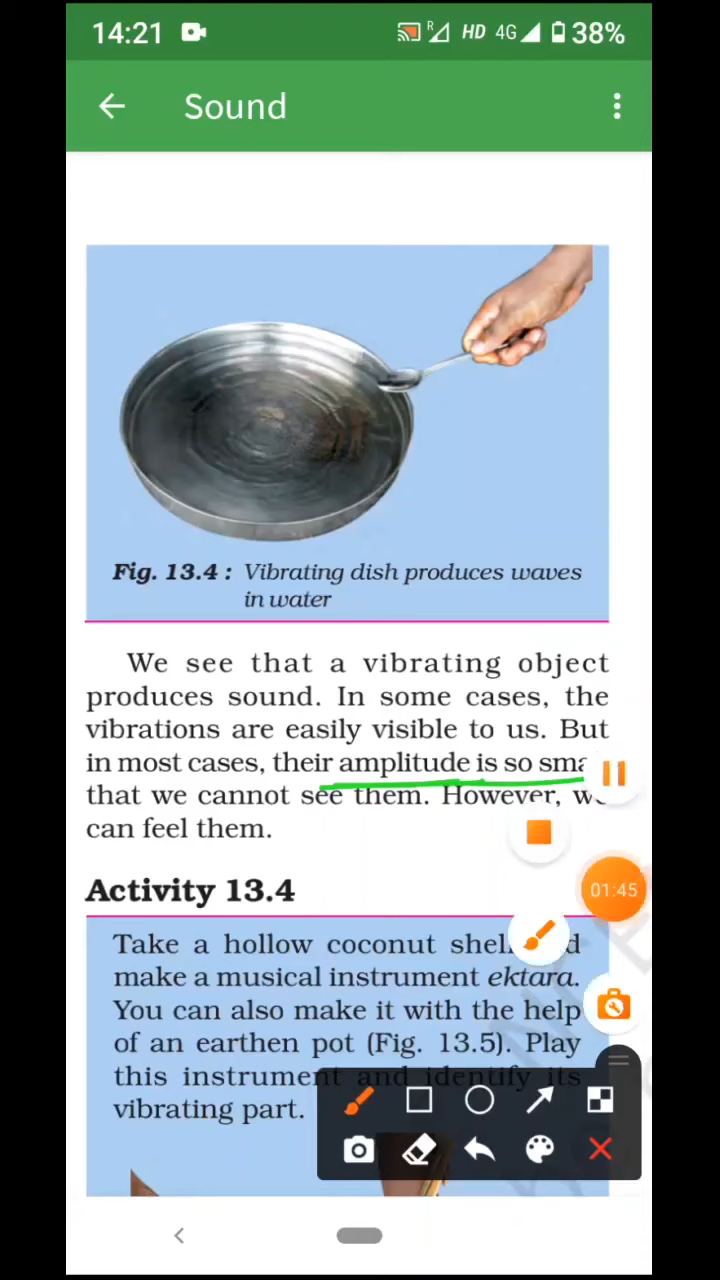 14:21
R HD 4G 38%
Sound
Fig. 13.4 : Vibrating dish produces waves
in water
We see that a vibrating object
produces sound. In some cases, the
vibrations are easily visible to us. But
in most cases, their amplitude is so
that we cannot see them. However,
can feel them.
01:45
Activity 13.4
Take a hollow coconut
make a musical instrument ektara.
You can also make it with the help
of an earthen pot (Fig. 13.5). Play
this instrument and identify its
vibrating part.